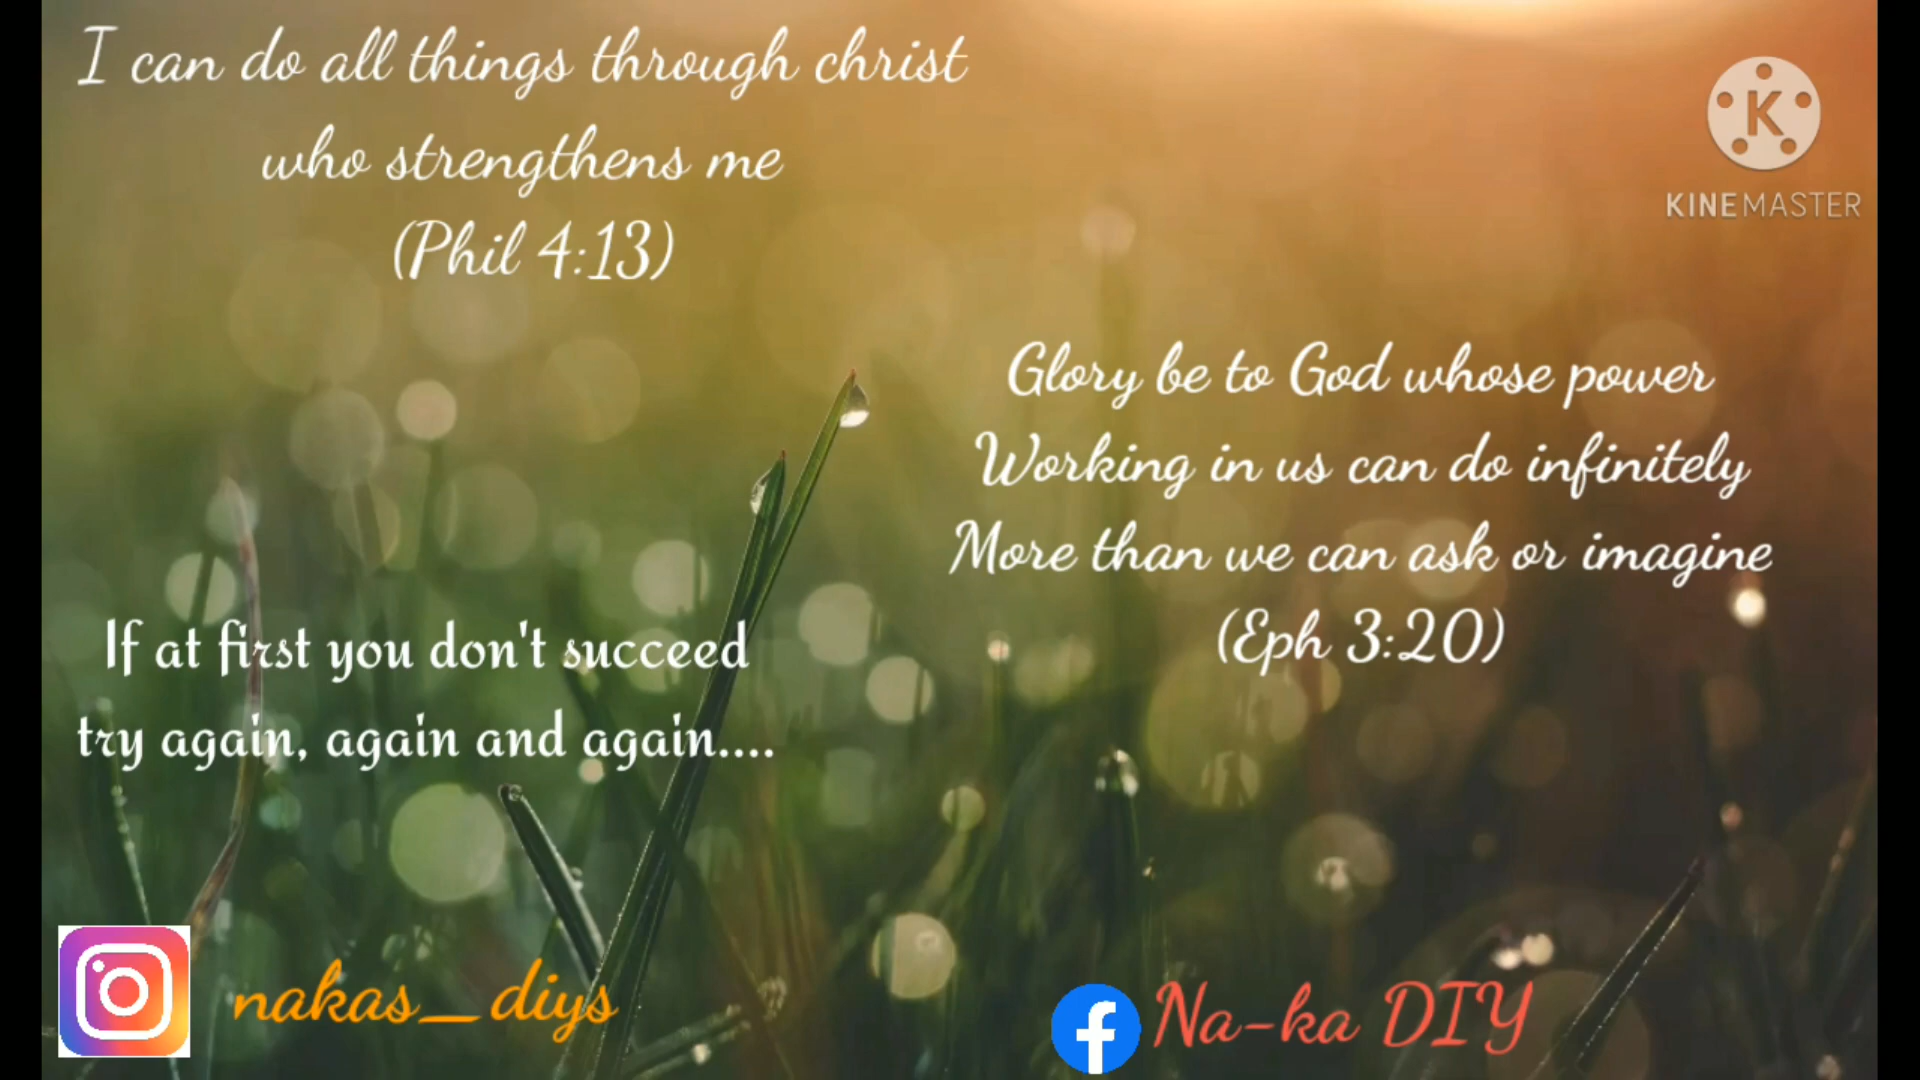 I can do all things through christ
who strengthens me
(Phil 4:13)
KINEMASTER
Glory be to God whose power
Working in us can do infinitely
More than we can ask or imagine
(Eph 3:20)
If at first you don't succeed
try again, again and again....
nakas_diys
Na-ka DIY